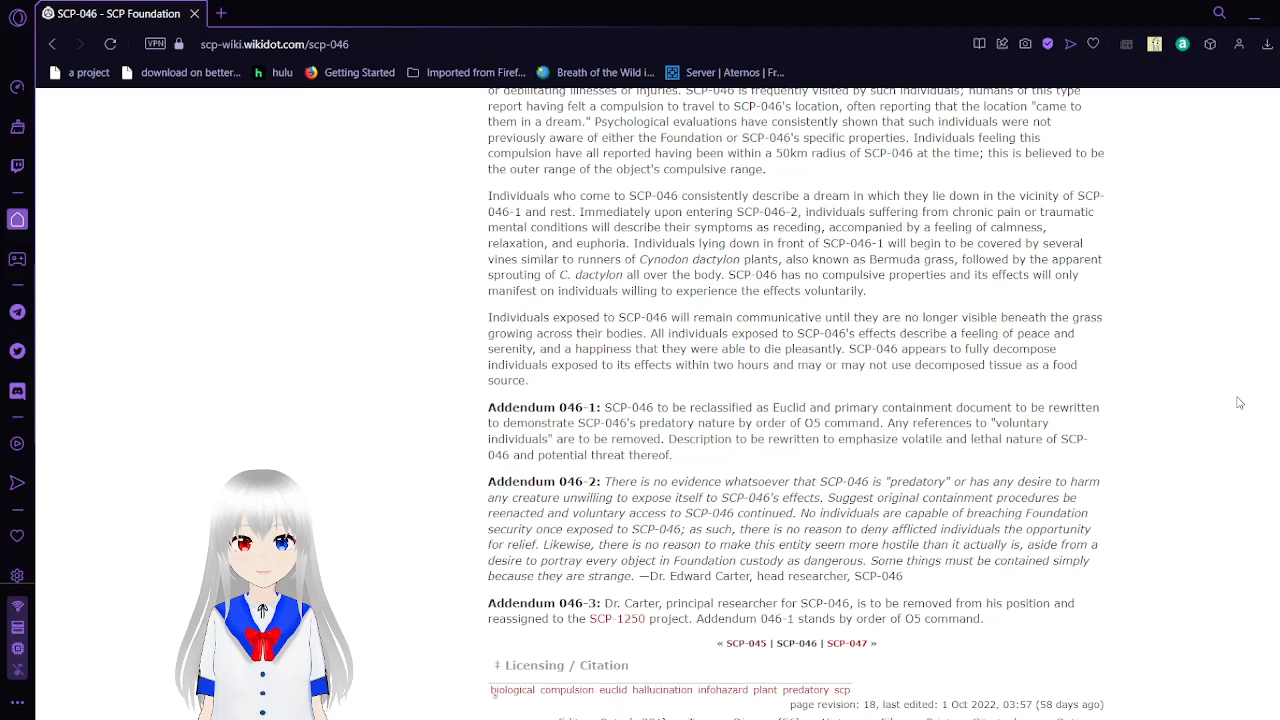 SCP-046 - SCP Foundation
VPN scp-wiki.wikidot.com/scp-046
a project download on better... hulu Getting Started Imported from Firef... Breath of the Wild i... Server | Aternos | Fr...
or debilitating illnesses or injuries. SCP-046 is frequently visited by such individuals; humans of this type
report having felt a compulsion to travel to SCP-046's location, often reporting that the location "came to
them in a dream." Psychological evaluations have consistently shown that such individuals were not
previously aware of either the Foundation or SCP-046's specific properties. Individuals feeling this
compulsion have all reported having been within a 50km radius of SCP-046 at the time; this is believed to be
the outer range of the object's compulsive range.
Individuals who come to SCP-046 consistently describe a dream in which they lie down in the vicinity of SCP-
046-1 and rest. Immediately upon entering SCP-046-2, individuals suffering from chronic pain or traumatic
mental conditions will describe their symptoms as receding, accompanied by a feeling of calmness,
relaxation, and euphoria. Individuals lying down in front of SCP-046-1 will begin to be covered by several
vines similar to runners of Cynodon dactylon plants, also known as Bermuda grass, followed by the apparent
sprouting of C. dactylon all over the body. SCP-046 has no compulsive properties and its effects will only
manifest on individuals willing to experience the effects voluntarily.
Individuals exposed to SCP-046 will remain communicative until they are no longer visible beneath the grass
growing across their bodies. All individuals exposed to SCP-046's effects describe a feeling of peace and
serenity, and a happiness that they were able to die pleasantly. SCP-046 appears to fully decompose
individuals exposed to its effects within two hours and may or may not use decomposed tissue as a food
source.
Addendum 046-1: SCP-046 to be reclassified as Euclid and primary containment document to be rewritten
to demonstrate SCP-046's predatory nature by order of O5 command. Any references to "voluntary
individuals" are to be removed. Description to be rewritten to emphasize volatile and lethal nature of SCP-
046 and potential threat thereof.
Addendum 046-2: There is no evidence whatsoever that SCP-046 is "predatory" or has any desire to harm
any creature unwilling to expose itself to SCP-046's effects. Suggest original containment procedures be
reenacted and voluntary access to SCP-046 continued. No individuals are capable of breaching Foundation
security once exposed to SCP-046; as such, there is no reason to deny afflicted individuals the opportunity
for relief. Likewise, there is no reason to make this entity seem more hostile than it actually is, aside from a
desire to portray every object in Foundation custody as dangerous. Some things must be contained simply
because they are strange. —Dr. Edward Carter, head researcher, SCP-046
Addendum 046-3: Dr. Carter, principal researcher for SCP-046, is to be removed from his position and
reassigned to the SCP-1250 project. Addendum 046-1 stands by order of O5 command.
« SCP-045 | SCP-046 | SCP-047 »
‡ Licensing / Citation
biological compulsion euclid hallucination infohazard plant predatory scp
page revision: 18, last edited: 1 Oct 2022, 03:57 (58 days ago)